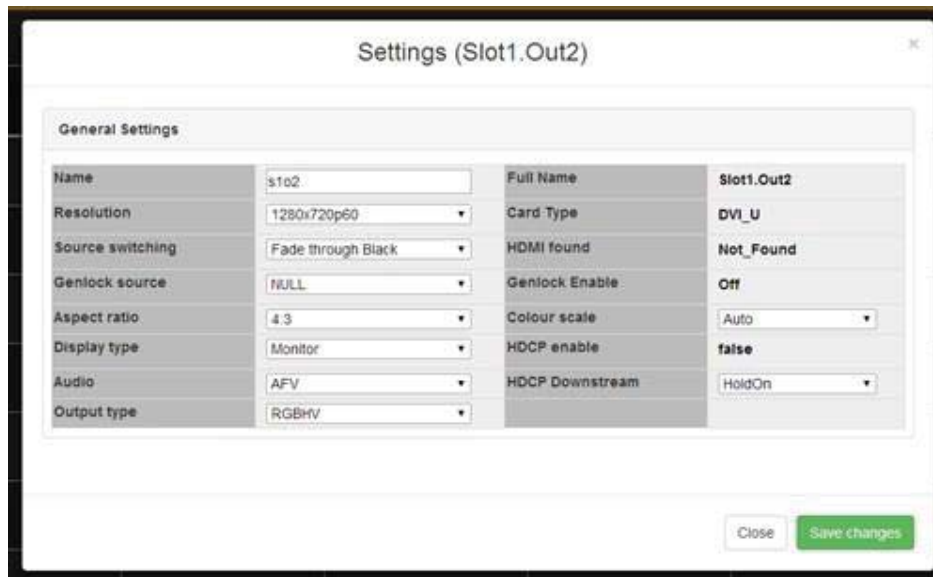 Settings (Slot1.Out2)
×
General Settings
Name s1o2 Full Name Slot1.Out2
Resolution 1280x720p60 Card Type DVI_U
Source switching Fade through Black HDMI found Not_Found
Genlock source NULL Genlock Enable Off
Aspect ratio 4:3 Colour scale Auto
Display type Monitor HDCP enable false
Audio AFV HDCP Downstream HoldOn
Output type RGBHV
Close Save changes